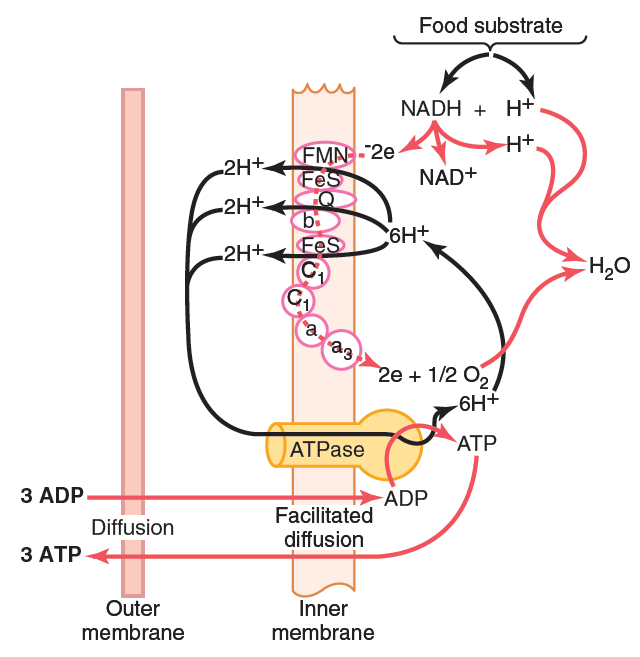 Food substrate
NADH + H+
FMN
-2e
H+
2H+
FeS
NAD+
Q
2H+
b
6H+
2H+
FeS
C1
H2O
C1
a
a3
2e + 1/2 O2
6H+
ATPase
ATP
3 ADP
ADP
Diffusion
Facilitated
diffusion
3 ATP
Outer
membrane
Inner
membrane